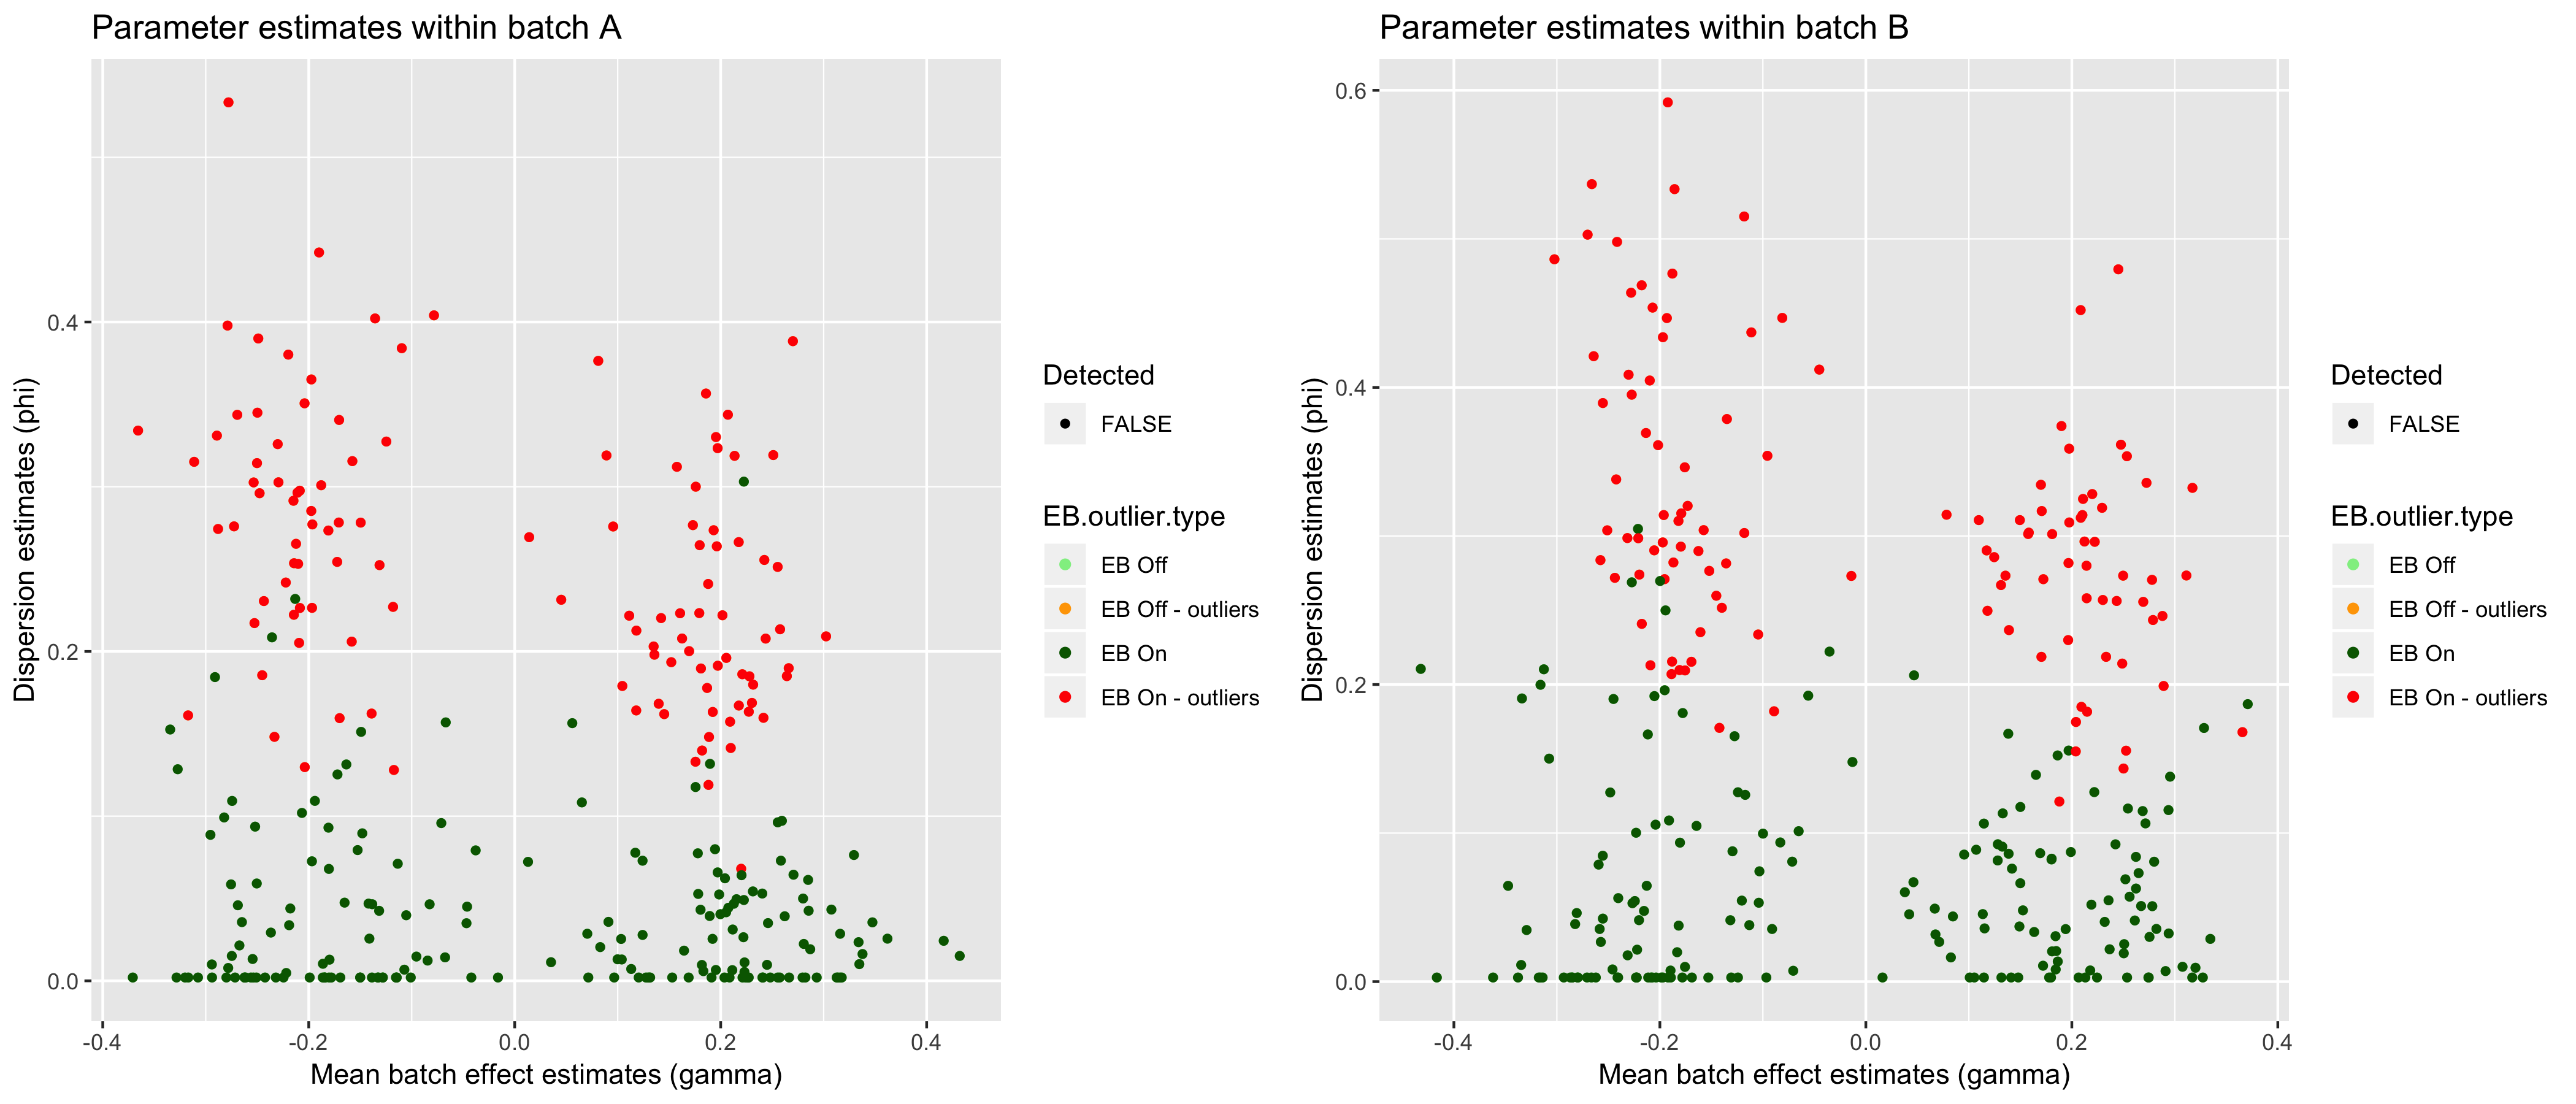 Parameter estimates within batch A
Dispersion estimates (phi)
0.4
0.2
0.0
-0.4 -0.2 0.0 0.2 0.4
Mean batch effect estimates (gamma)
Detected
FALSE
EB.outlier.type
EB Off
EB Off - outliers
EB On
EB On - outliers
Parameter estimates within batch B
Dispersion estimates (phi)
0.6
0.4
0.2
0.0
-0.4 -0.2 0.0 0.2 0.4
Mean batch effect estimates (gamma)
Detected
FALSE
EB.outlier.type
EB Off
EB Off - outliers
EB On
EB On - outliers